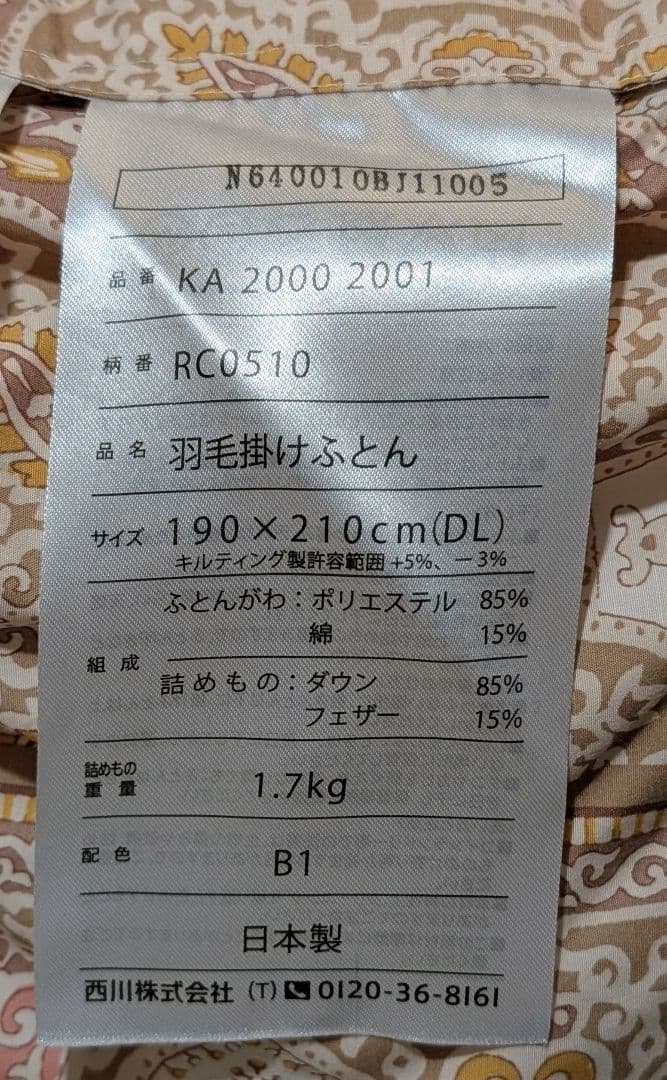 N640010BJ11005
品番 KA 2000 2001
柄番 RC0510
品名 羽毛掛けふとん
サイズ 190×210cm(DL)
キルティング製許容範囲+5%、－3%
ふとんがわ：ポリエステル 85%
綿 15%
組成
詰めもの：ダウン 85%
フェザー 15%
詰めもの
重量 1.7kg
配色 B1
日本製
西川株式会社 (T) 0120-36-8161